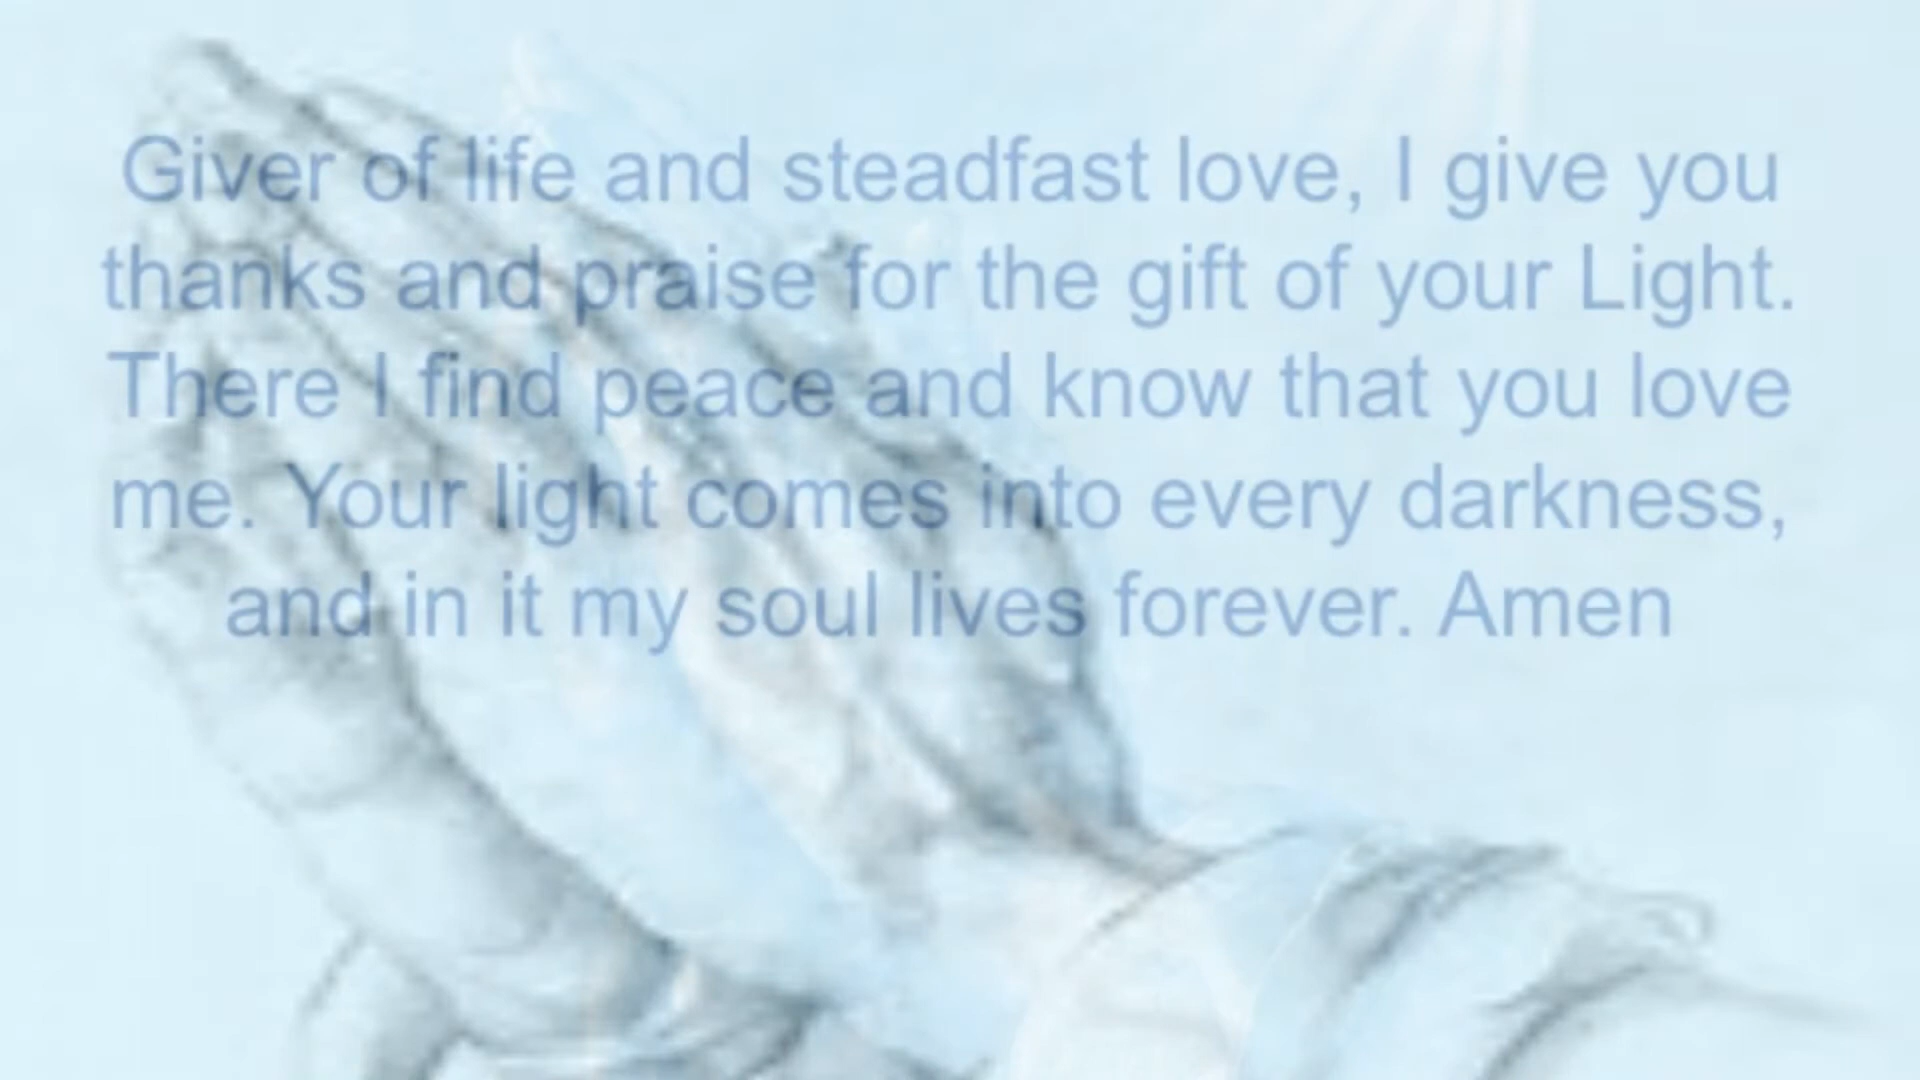 Giver of life and steadfast love, I give you
thanks and praise for the gift of your Light.
There I find peace and know that you love
me. Your light comes into every darkness,
and in it my soul lives forever. Amen